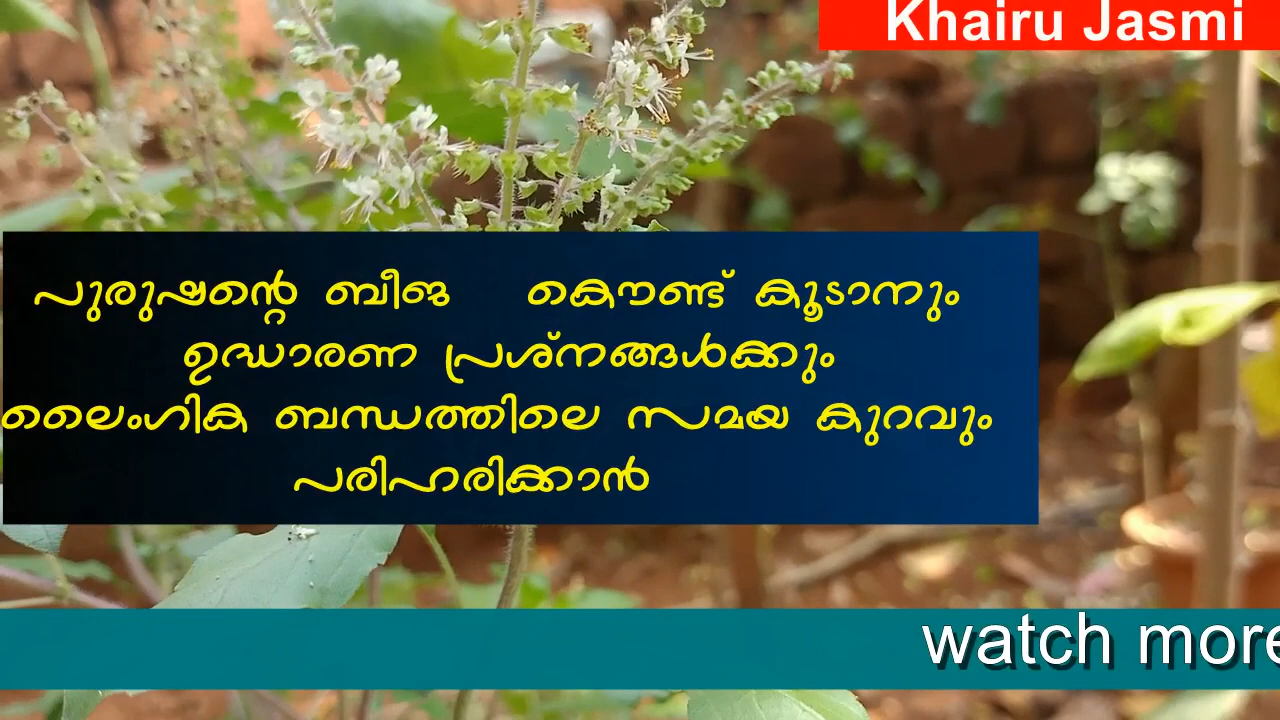 Khairu Jasmi
പുരുഷന്റെ ബീജ കൌണ്ട് കൂടാനും
ഉദ്ധാരണ പ്രശ്നങ്ങൾക്കും
ലൈംഗിക ബന്ധത്തിലെ സമയ കുറവും
പരിഹരിക്കാൻ
watch more